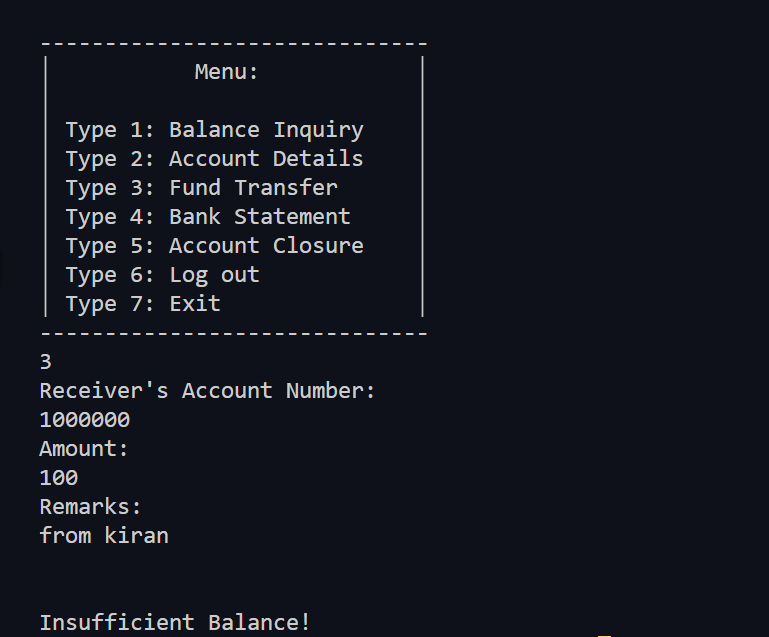 ------------------------------
Menu:
Type 1: Balance Inquiry
Type 2: Account Details
Type 3: Fund Transfer
Type 4: Bank Statement
Type 5: Account Closure
Type 6: Log out
Type 7: Exit
------------------------------
3
Receiver's Account Number:
1000000
Amount:
100
Remarks:
from kiran
Insufficient Balance!